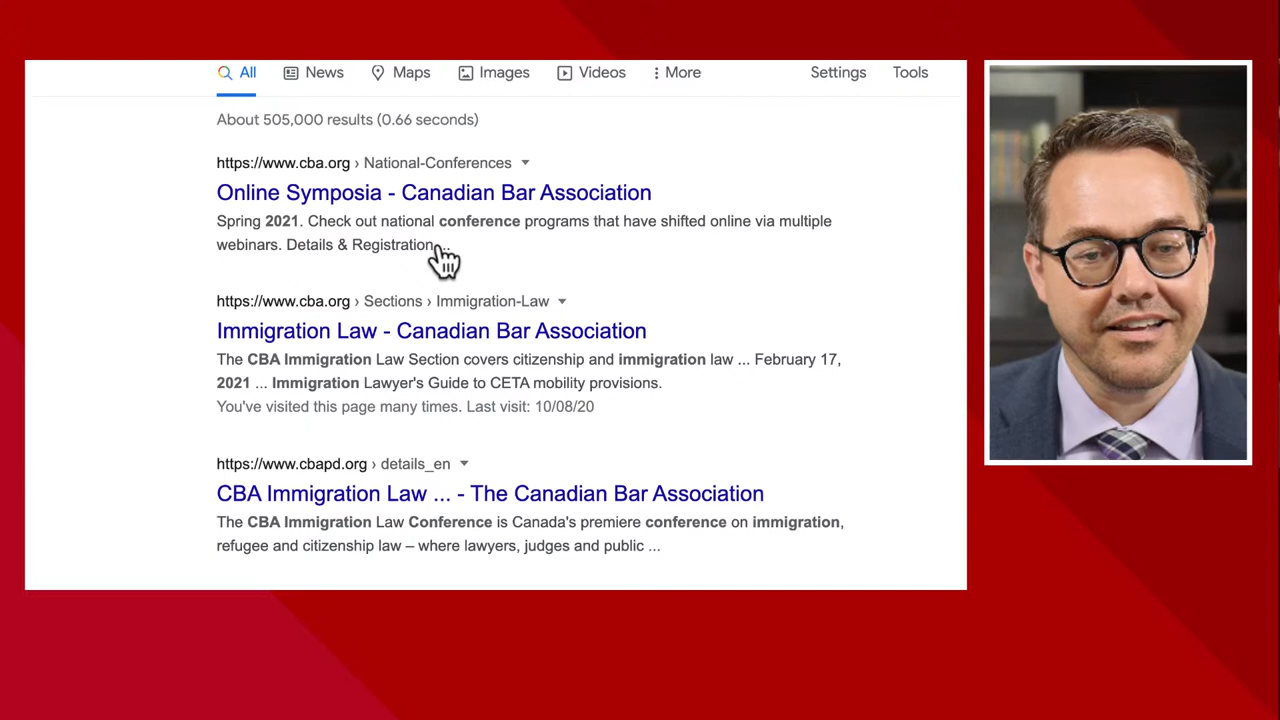 All News Maps Images Videos More Settings Tools
About 505,000 results (0.66 seconds)
https://www.cba.org › National-Conferences
Online Symposia - Canadian Bar Association
Spring 2021. Check out national conference programs that have shifted online via multiple
webinars. Details & Registration ...
https://www.cba.org › Sections › Immigration-Law
Immigration Law - Canadian Bar Association
The CBA Immigration Law Section covers citizenship and immigration law ... February 17,
2021 ... Immigration Lawyer's Guide to CETA mobility provisions.
You've visited this page many times. Last visit: 10/08/20
https://www.cbapd.org › details_en
CBA Immigration Law ... - The Canadian Bar Association
The CBA Immigration Law Conference is Canada's premiere conference on immigration,
refugee and citizenship law – where lawyers, judges and public ...